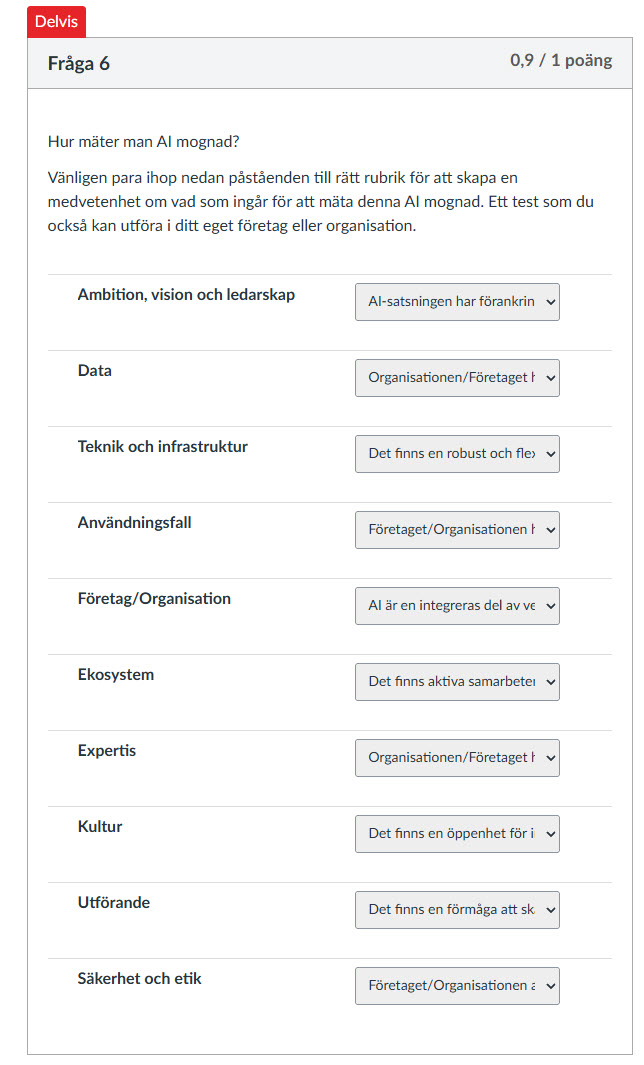 Delvis
Fråga 6
0,9 / 1 poäng
Hur mäter man AI mognad?
Vänligen para ihop nedan påståenden till rätt rubrik för att skapa en
medvetenhet om vad som ingår för att mäta denna AI mognad. Ett test som du
också kan utföra i ditt eget företag eller organisation.
Ambition, vision och ledarskap
AI-satsningen har förankrin
Data
Organisationen/Företaget h
Teknik och infrastruktur
Det finns en robust och flex
Användningsfall
Företaget/Organisationen h
Företag/Organisation
AI är en integreras del av ve
Ekosystem
Det finns aktiva samarbeten
Expertis
Organisationen/Företaget h
Kultur
Det finns en öppenhet för i
Utförande
Det finns en förmåga att sk
Säkerhet och etik
Företaget/Organisationen a